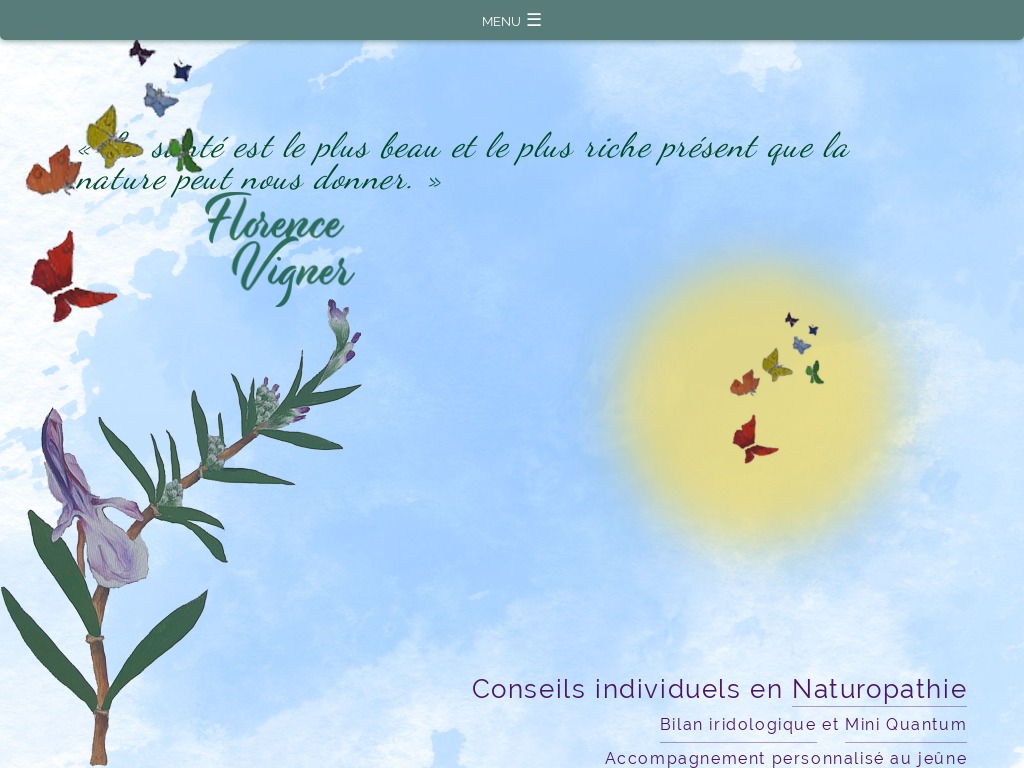 MENU ☰
« La santé est le plus beau et le plus riche présent que la
nature peut nous donner. »
Florence
Vigner
Conseils individuels en Naturopathie
Bilan iridologique et Mini Quantum
Accompagnement personnalisé au jeûne